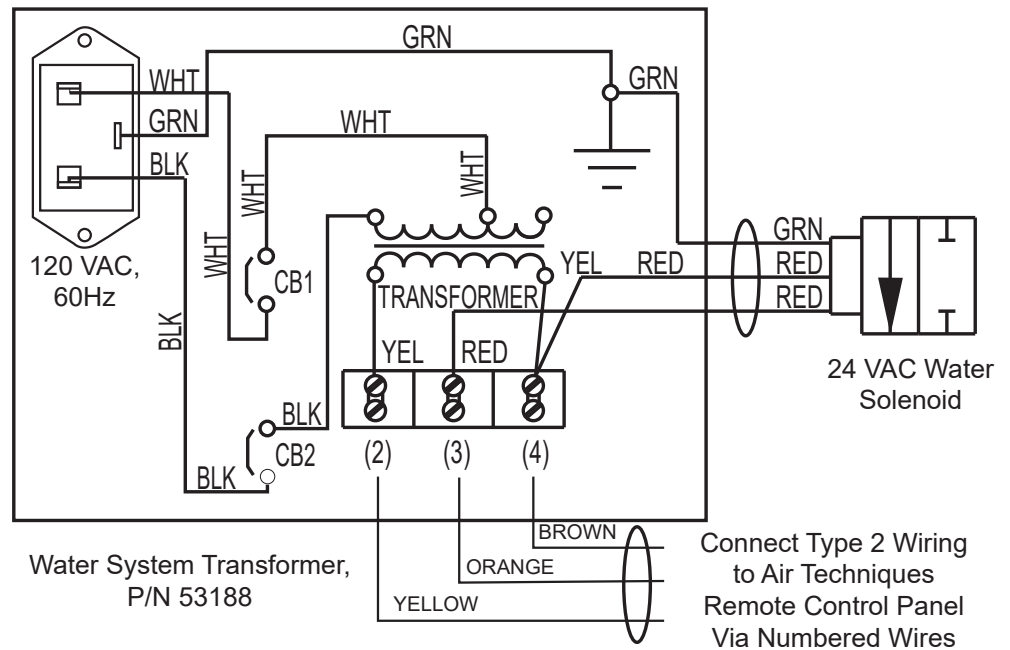 GRN
GRN
WHT
GRN
WHT
BLK
WHT
WHT
WHT
120 VAC,
60Hz
CB1
TRANSFORMER
YEL
RED
GRN
RED
RED
BLK
YEL
RED
24 VAC Water
Solenoid
BLK
CB2
BLK
(2)
(3)
(4)
BROWN
ORANGE
YELLOW
Water System Transformer,
P/N 53188
Connect Type 2 Wiring
to Air Techniques
Remote Control Panel
Via Numbered Wires